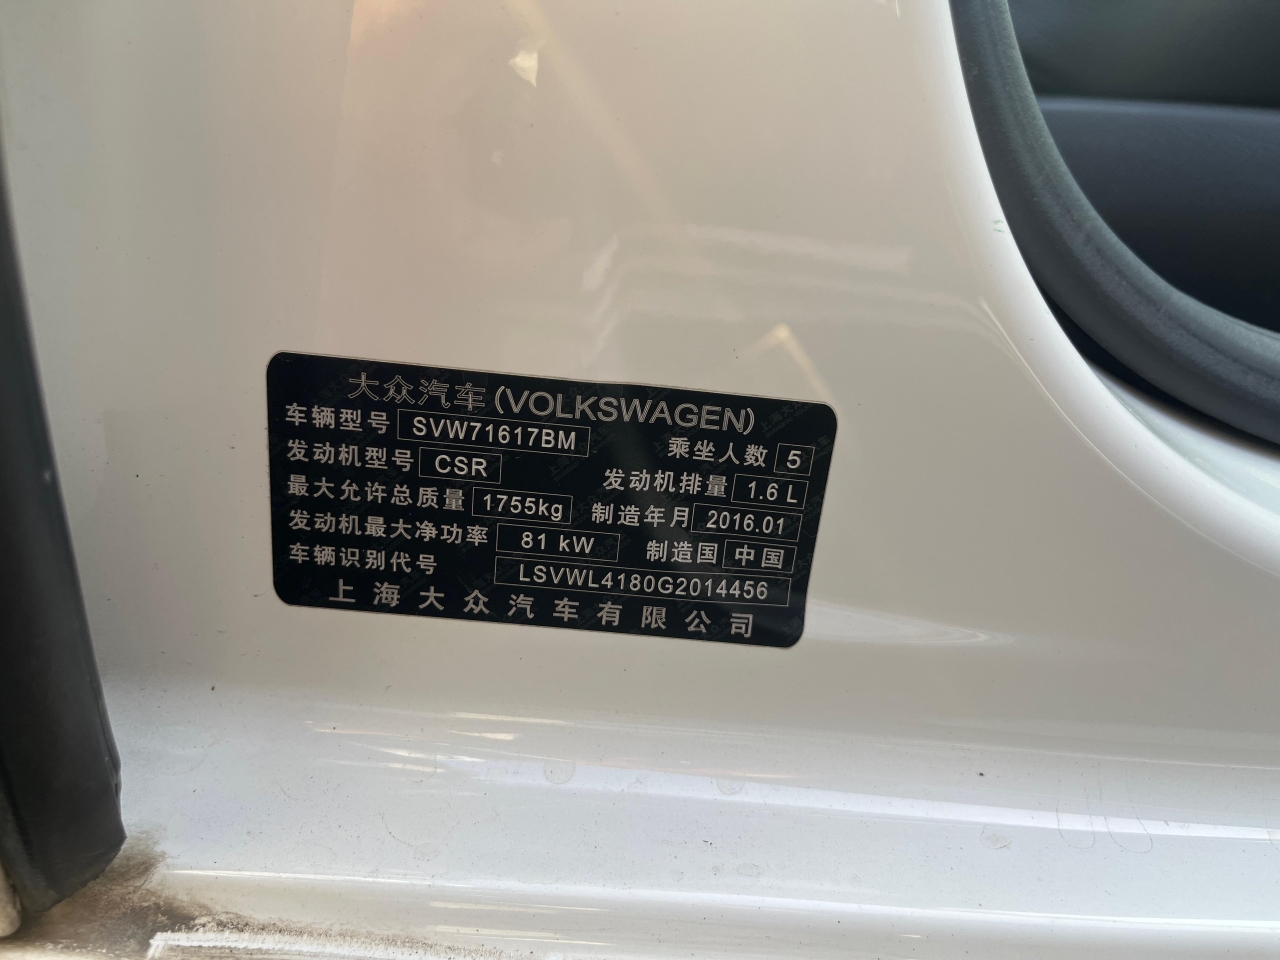 大众汽车(VOLKSWAGEN)
车辆型号 SVW71617BM 乘坐人数 5
发动机型号 CSR 发动机排量 1.6 L
最大允许总质量 1755kg 制造年月 2016.01
发动机最大净功率 81 kW 制造国 中国
车辆识别代号 LSVWL4180G2014456
上海大众汽车有限公司